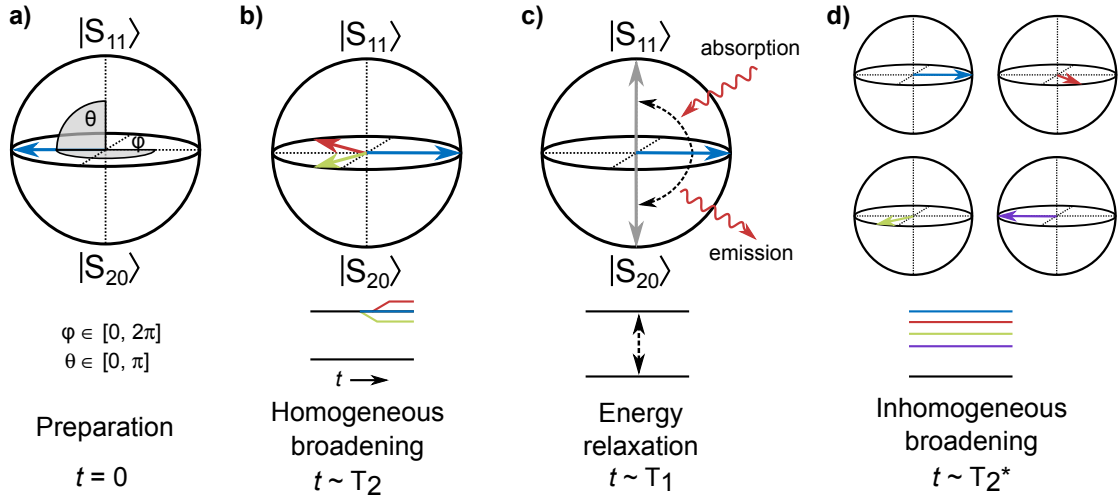 a)
|S₁₁⟩
θ
φ
|S₂₀⟩
φ ∈ [0, 2π]
θ ∈ [0, π]
Preparation
t = 0
b)
|S₁₁⟩
|S₂₀⟩
t
Homogeneous
broadening
t ~ T₂
c)
|S₁₁⟩
absorption
emission
|S₂₀⟩
Energy
relaxation
t ~ T₁
d)
Inhomogeneous
broadening
t ~ T₂*